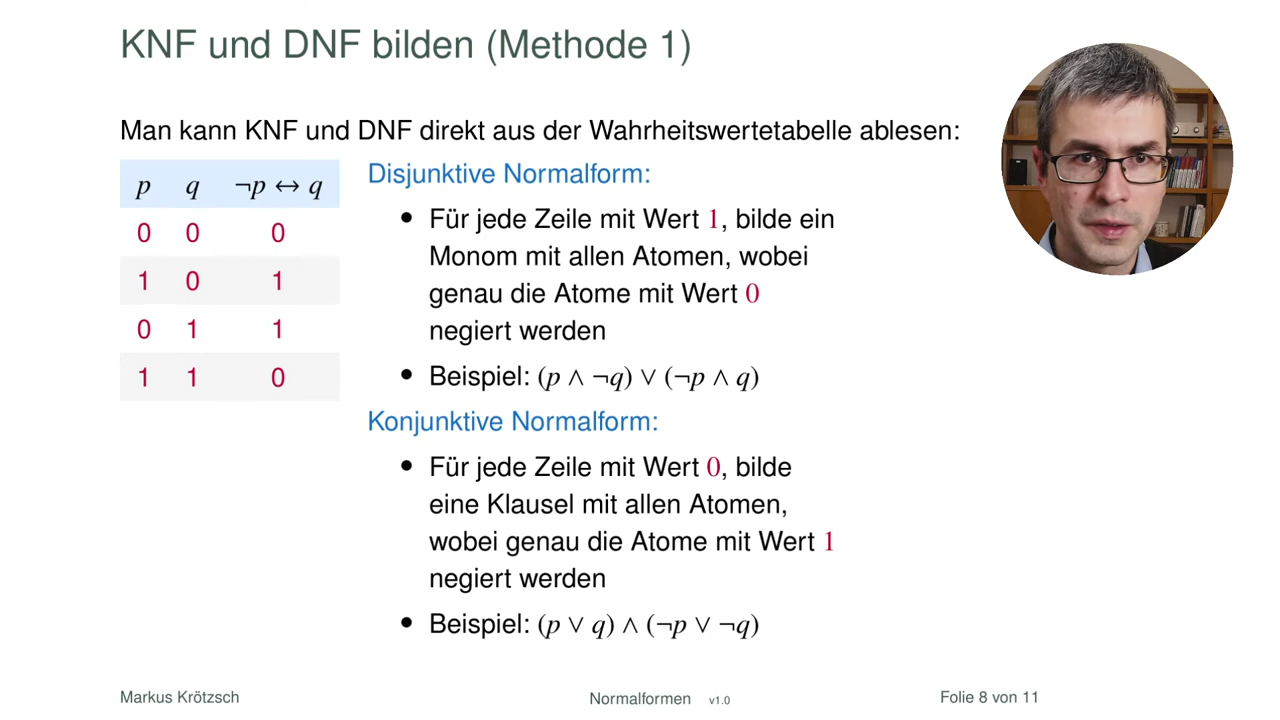 KNF und DNF bilden (Methode 1)
Man kann KNF und DNF direkt aus der Wahrheitswertetabelle ablesen:
p q ¬p ↔ q
0 0 0
1 0 1
0 1 1
1 1 0
Disjunktive Normalform:
• Für jede Zeile mit Wert 1, bilde ein
Monom mit allen Atomen, wobei
genau die Atome mit Wert 0
negiert werden
• Beispiel: (p ∧ ¬q) ∨ (¬p ∧ q)
Konjunktive Normalform:
• Für jede Zeile mit Wert 0, bilde
eine Klausel mit allen Atomen,
wobei genau die Atome mit Wert 1
negiert werden
• Beispiel: (p ∨ q) ∧ (¬p ∨ ¬q)
Markus Krötzsch Normalformen v1.0 Folie 8 von 11